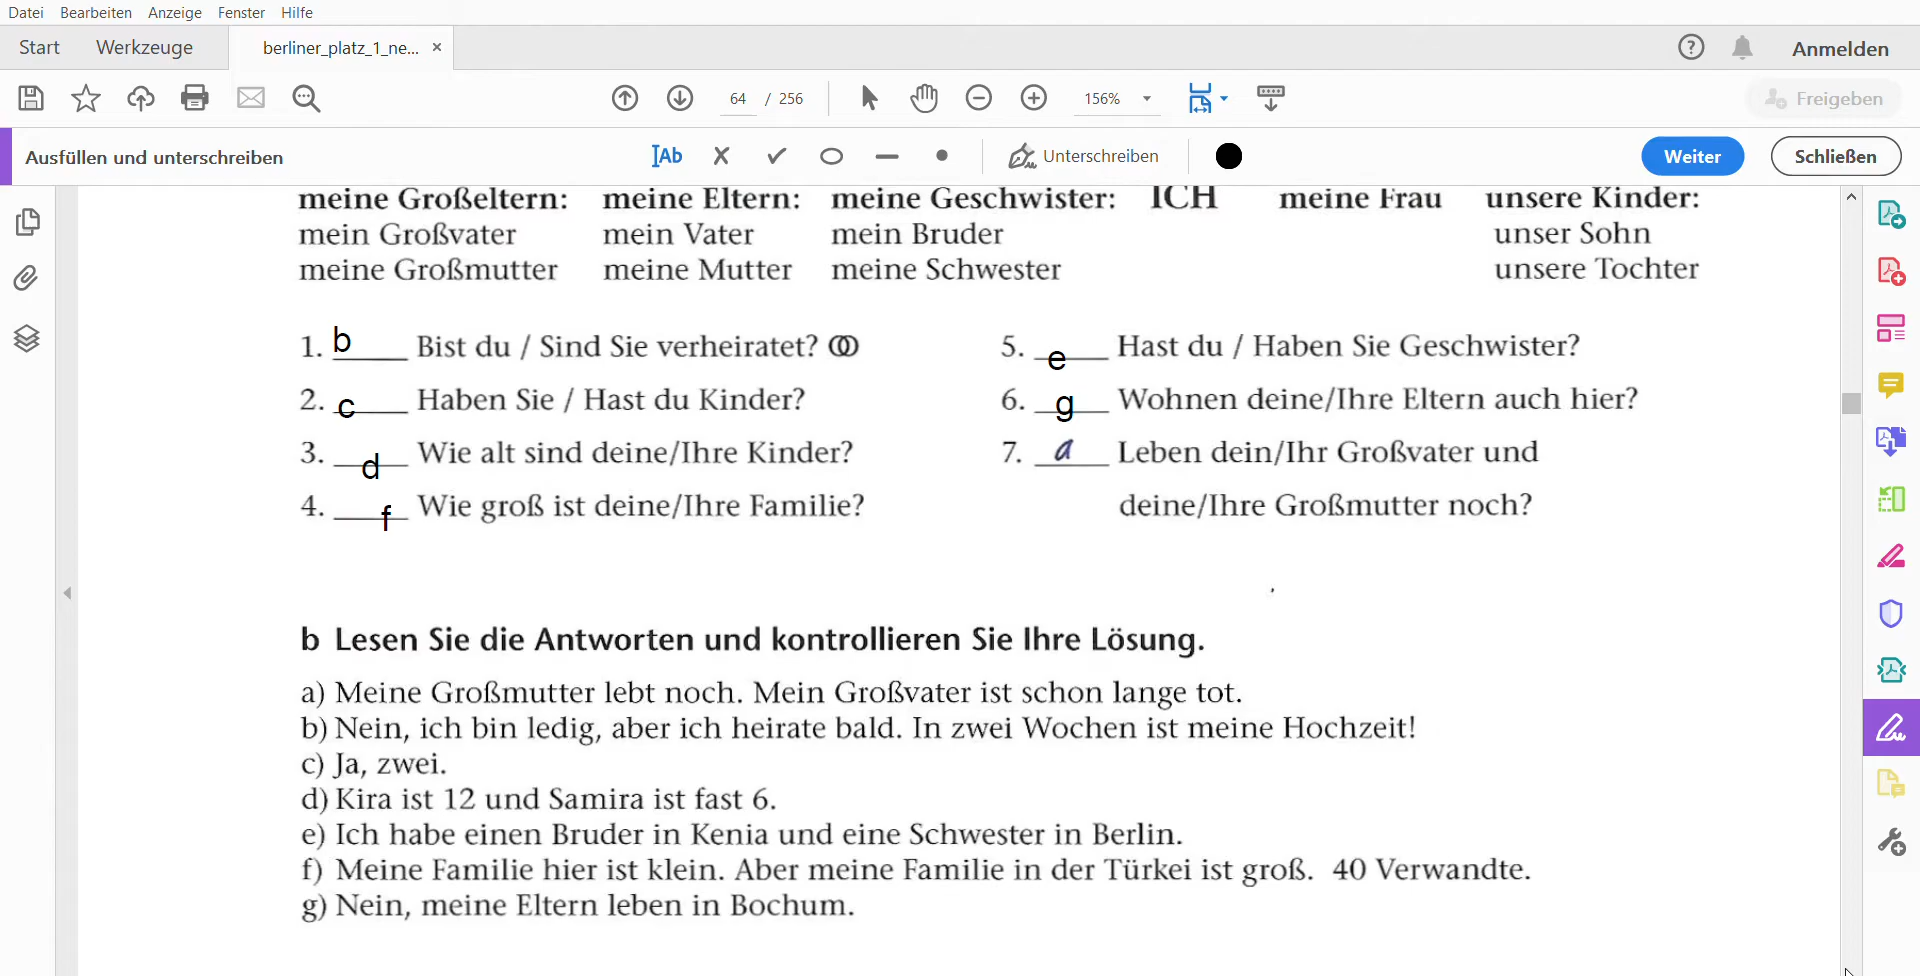 Datei Bearbeiten Anzeige Fenster Hilfe
Start Werkzeuge berliner_platz_1_ne... × Anmelden
64 / 256 156% Freigeben
Ausfüllen und unterschreiben Ab Unterschreiben Weiter Schließen
meine Großeltern: meine Eltern: meine Geschwister: ICH meine Frau unsere Kinder:
mein Großvater mein Vater mein Bruder unser Sohn
meine Großmutter meine Mutter meine Schwester unsere Tochter
1. b Bist du / Sind Sie verheiratet?
2. c Haben Sie / Hast du Kinder?
3. d Wie alt sind deine/Ihre Kinder?
4. f Wie groß ist deine/Ihre Familie?
5. e Hast du / Haben Sie Geschwister?
6. g Wohnen deine/Ihre Eltern auch hier?
7. a Leben dein/Ihr Großvater und
deine/Ihre Großmutter noch?
b Lesen Sie die Antworten und kontrollieren Sie Ihre Lösung.
a) Meine Großmutter lebt noch. Mein Großvater ist schon lange tot.
b) Nein, ich bin ledig, aber ich heirate bald. In zwei Wochen ist meine Hochzeit!
c) Ja, zwei.
d) Kira ist 12 und Samira ist fast 6.
e) Ich habe einen Bruder in Kenia und eine Schwester in Berlin.
f) Meine Familie hier ist klein. Aber meine Familie in der Türkei ist groß. 40 Verwandte.
g) Nein, meine Eltern leben in Bochum.